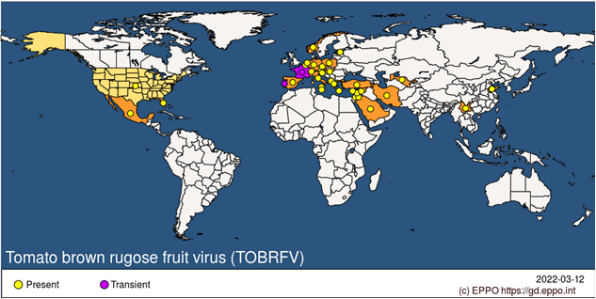 Tomato brown rugose fruit virus (TOBRFV)
Present Transient
2022-03-12
(c) EPPO https://gd.eppo.int